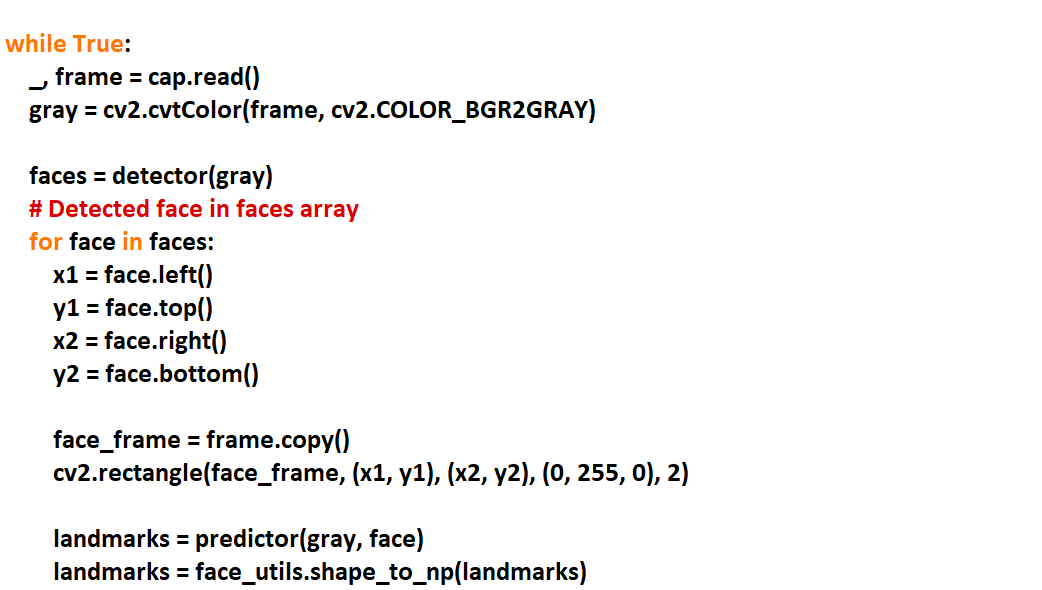 while True:
_, frame = cap.read()
gray = cv2.cvtColor(frame, cv2.COLOR_BGR2GRAY)
faces = detector(gray)
# Detected face in faces array
for face in faces:
x1 = face.left()
y1 = face.top()
x2 = face.right()
y2 = face.bottom()
face_frame = frame.copy()
cv2.rectangle(face_frame, (x1, y1), (x2, y2), (0, 255, 0), 2)
landmarks = predictor(gray, face)
landmarks = face_utils.shape_to_np(landmarks)